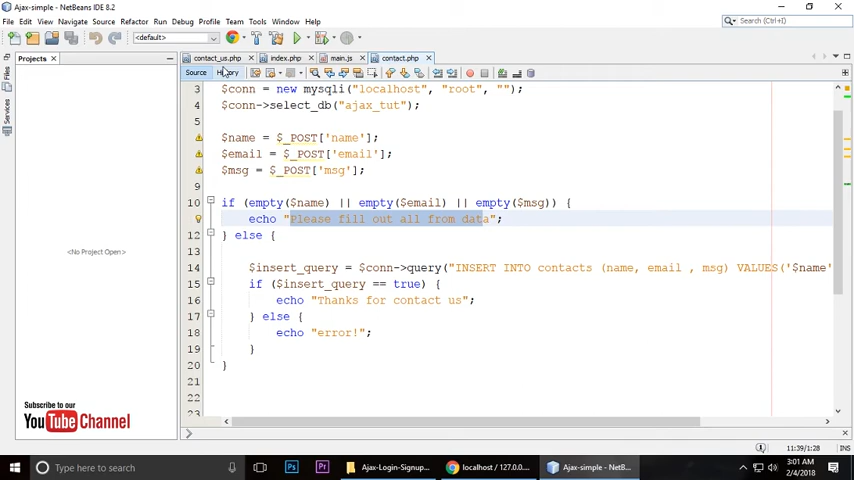 Ajax-simple - NetBeans IDE 8.2
File Edit View Navigate Source Refactor Run Debug Profile Team Tools Window Help
Search (Ctrl+I)
<default>
Projects
contact_us.php index.php main.js contact.php
Source History
Files
Services
<No Project Open>
3 $conn = new mysqli("localhost", "root", "");
4 $conn->select_db("ajax_tut");
5
$name = $_POST['name'];
$email = $_POST['email'];
$msg = $_POST['msg'];
9
10 if (empty($name) || empty($email) || empty($msg)) {
echo "Please fill out all from data";
12 } else {
13
14 $insert_query = $conn->query("INSERT INTO contacts (name, email , msg) VALUES('$name'
15 if ($insert_query == true) {
16 echo "Thanks for contact us";
17 } else {
18 echo "error!";
19 }
20 }
21
22
23
Subscribe to our
YouTube Channel
11:39/1:28
Type here to search
Ps
Pr
Ajax-Login-Signup...
localhost / 127.0.0...
Ajax-simple - NetB...
3:01 AM
2/4/2018